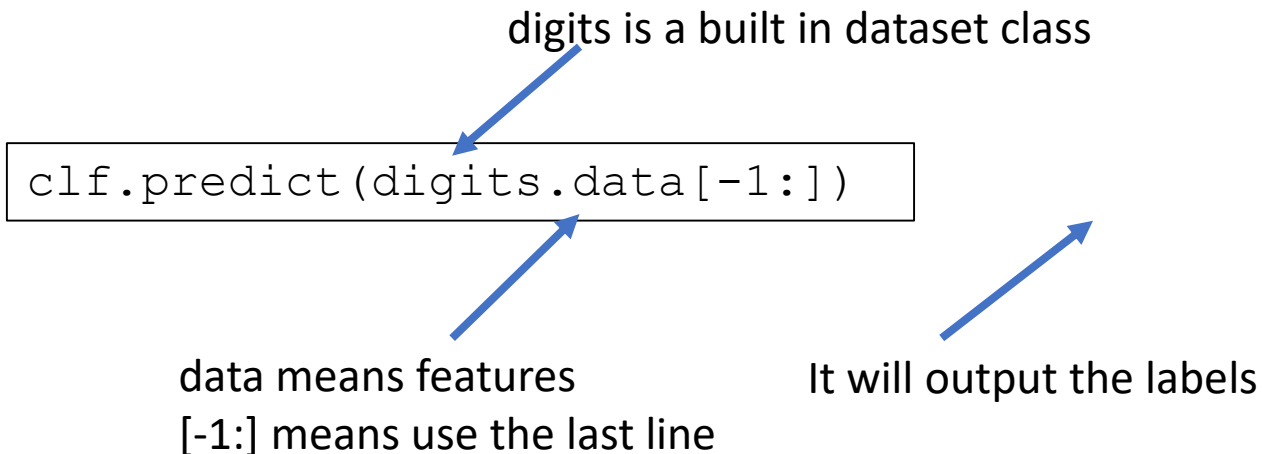 digits is a built in dataset class
clf.predict(digits.data[-1:])
data means features
[-1:] means use the last line
It will output the labels